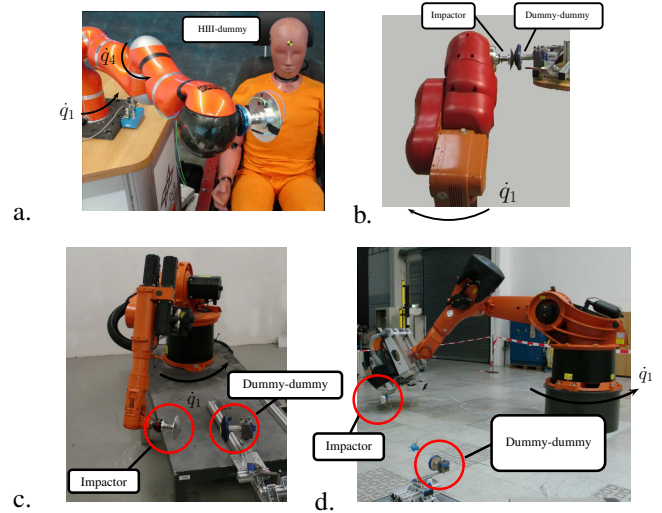 HIII-dummy
q̇₄
q̇₁
a.
Impactor
Dummy-dummy
q̇₁
b.
q̇₁
Dummy-dummy
Impactor
c.
q̇₁
Impactor
Dummy-dummy
d.